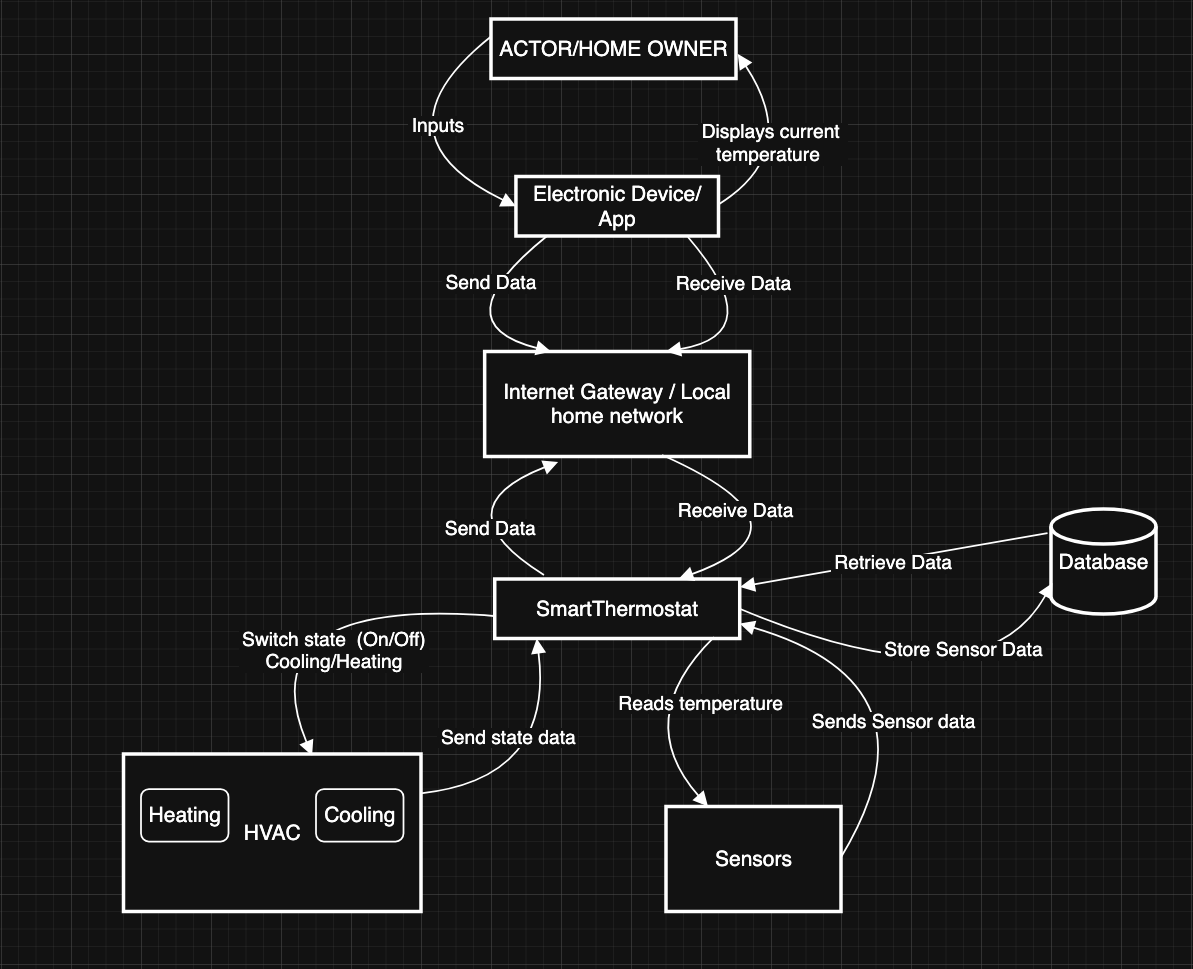 ACTOR/HOME OWNER
Inputs
Displays current
temperature
Electronic Device/
App
Send Data
Receive Data
Internet Gateway / Local
home network
Send Data
Receive Data
Retrieve Data
Database
SmartThermostat
Switch state (On/Off)
Cooling/Heating
Store Sensor Data
Reads temperature
Sends Sensor data
Send state data
Heating
HVAC
Cooling
Sensors